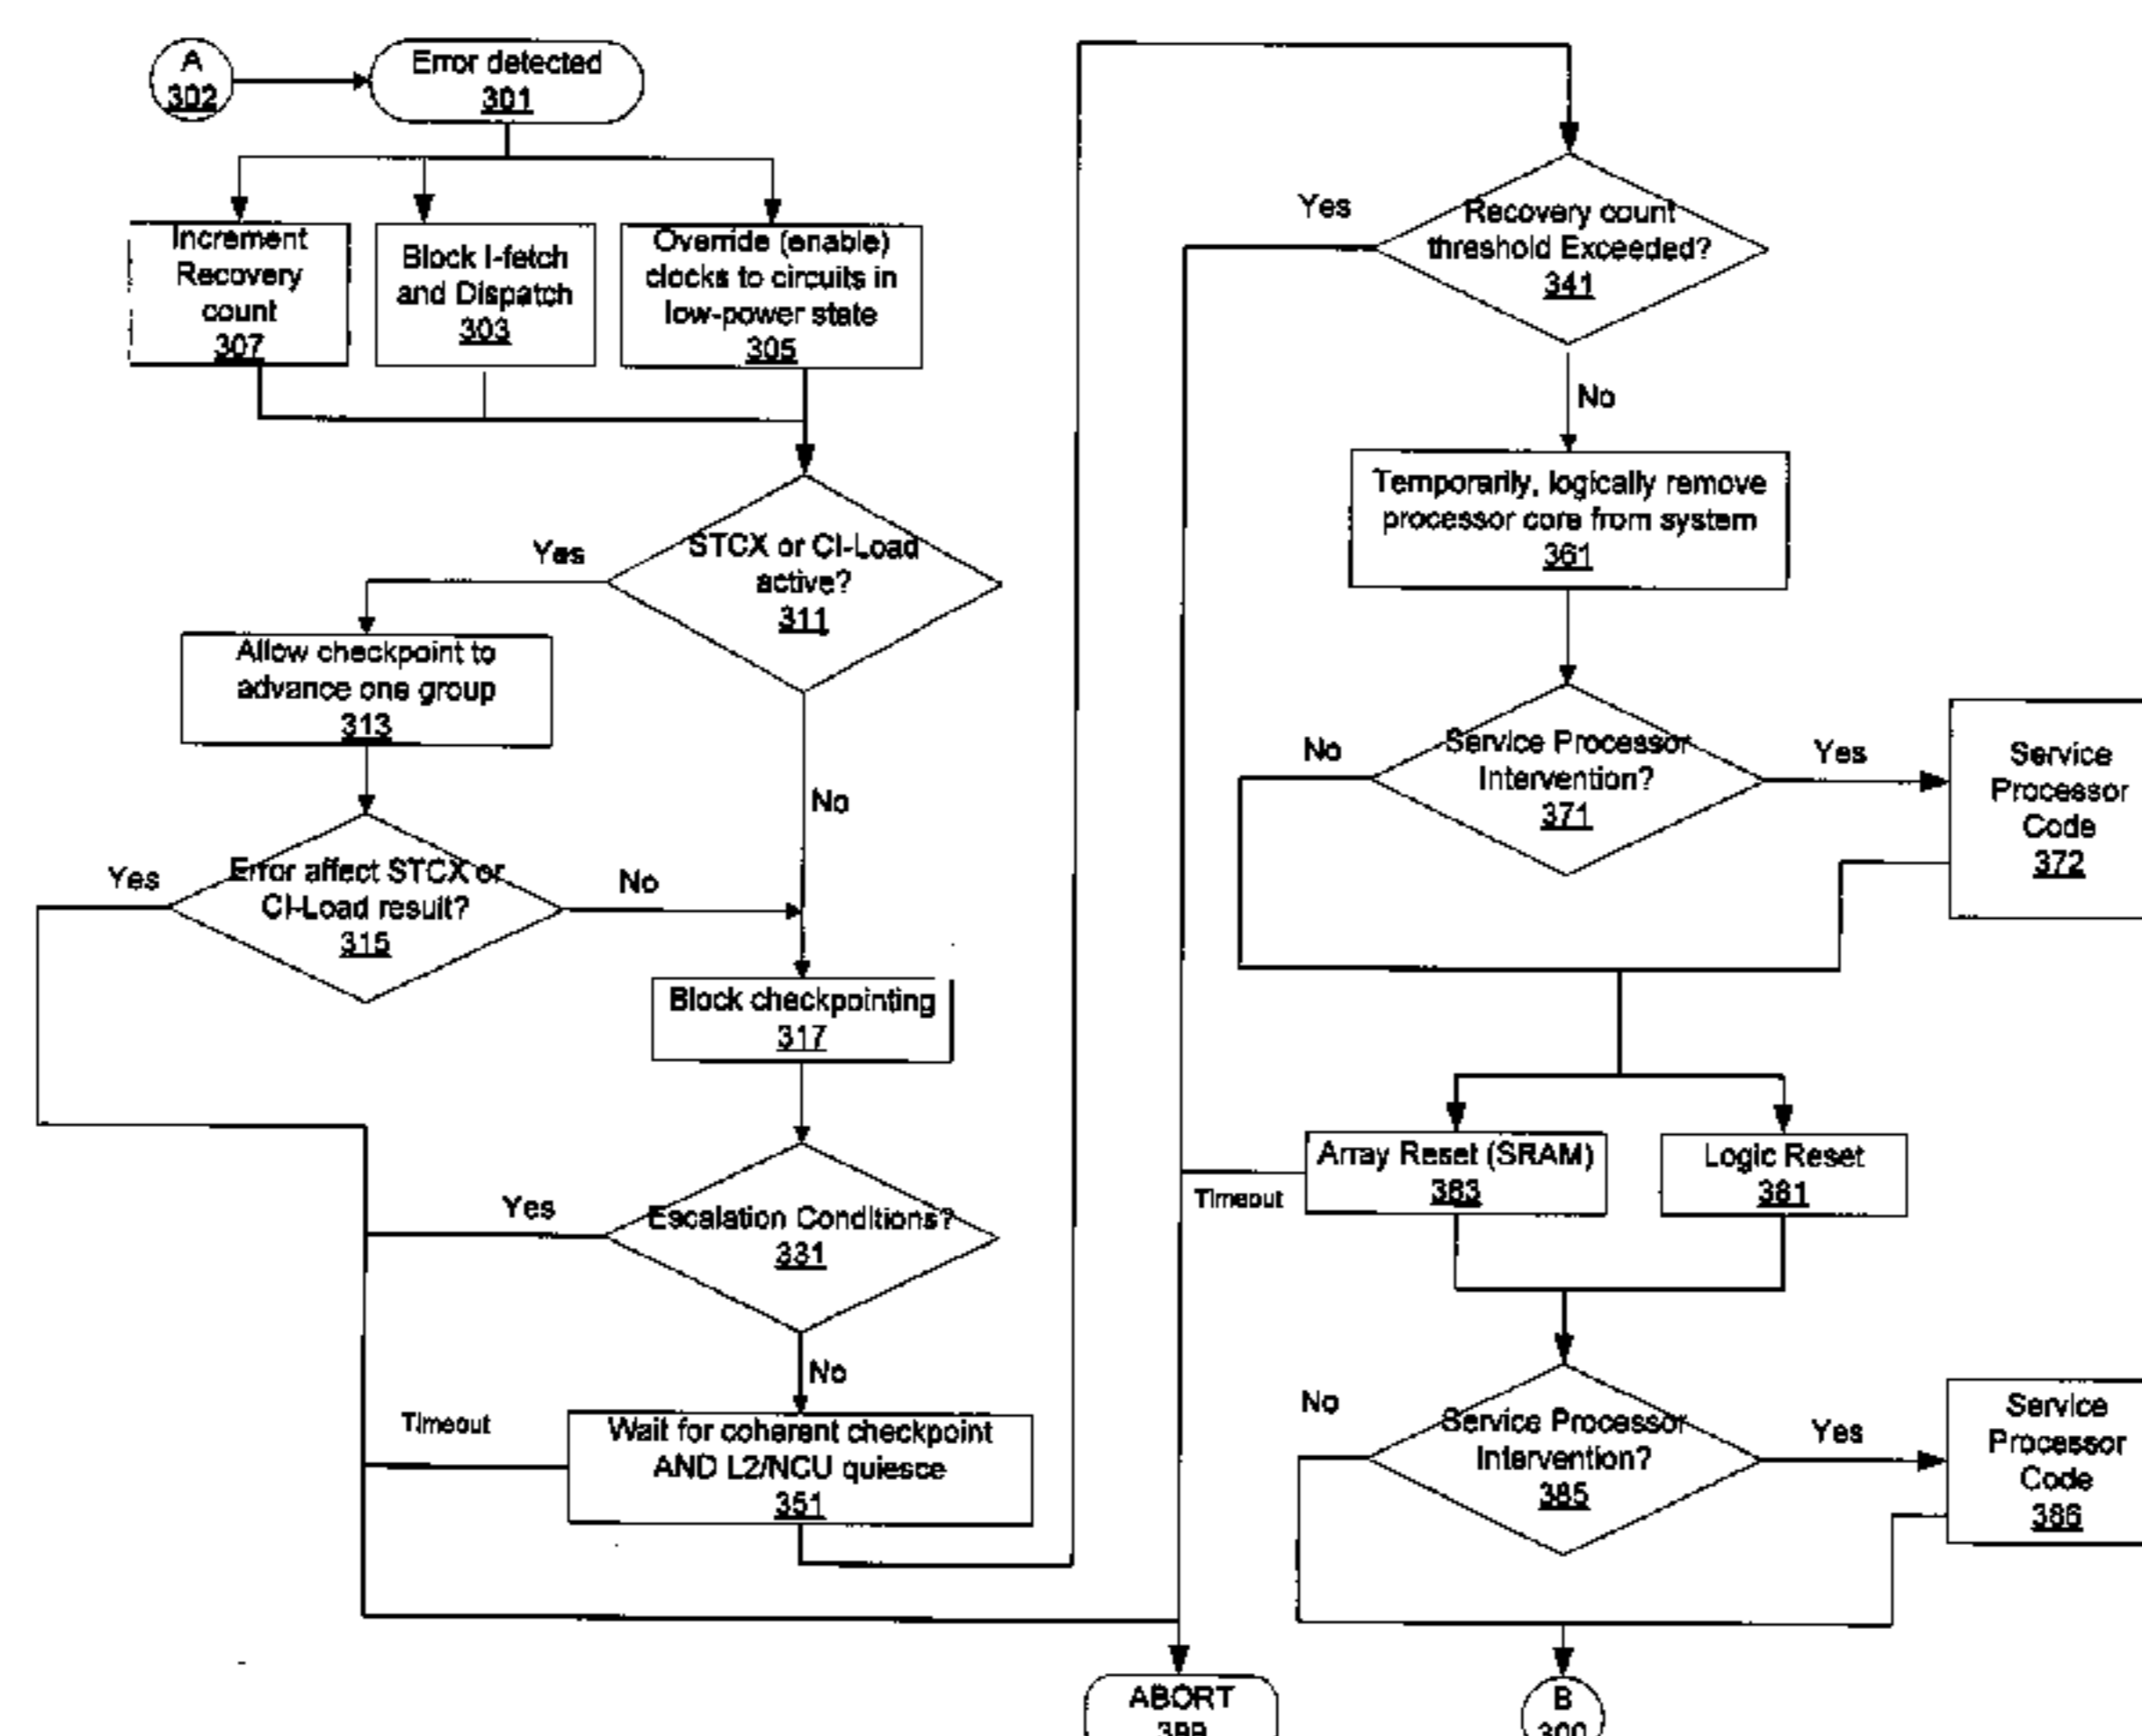 A
302
Error detected
301
Increment
Recovery
count
307
Block I-fetch
and Dispatch
303
Override (enable)
clocks to circuits in
low-power state
305
STCX or CI-Load
active?
311
Yes
No
Allow checkpoint to
advance one group
313
Error affect STCX or
CI-Load result?
315
Yes
No
Block checkpointing
317
Escalation Conditions?
331
Yes
No
Timeout
Wait for coherent checkpoint
AND L2/NCU quiesce
351
Recovery count
threshold Exceeded?
341
Yes
No
Temporarily, logically remove
processor core from system
361
Service Processor
Intervention?
371
No
Yes
Service
Processor
Code
372
Array Reset (SRAM)
383
Timeout
Logic Reset
381
Service Processor
Intervention?
385
No
Yes
Service
Processor
Code
386
ABORT
399
B
300